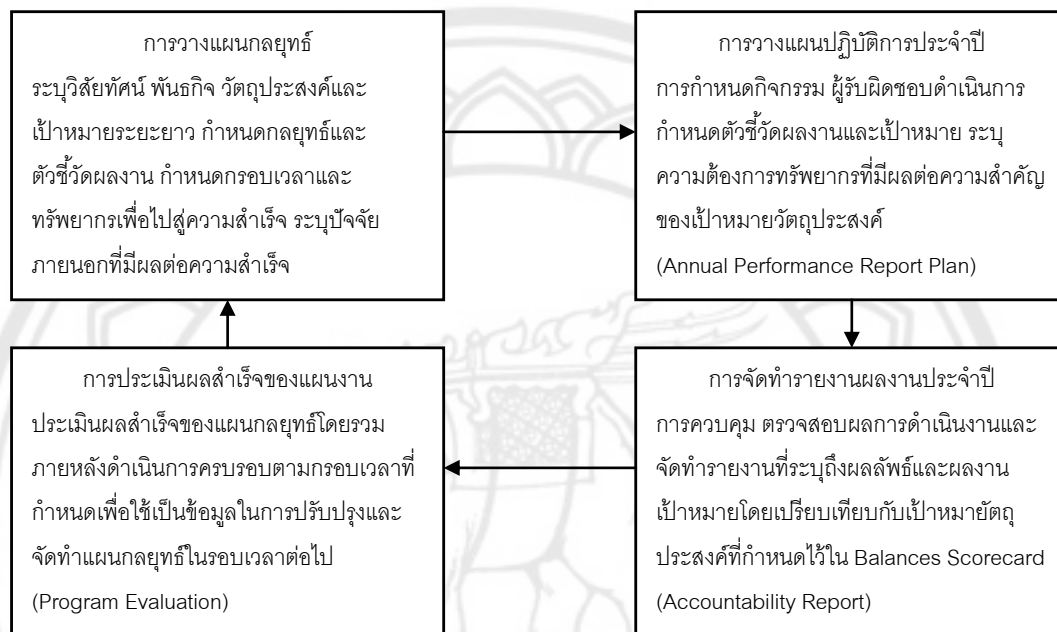 การวางแผนกลยุทธ์
ระบุวิสัยทัศน์ พันธกิจ วัตถุประสงค์และ
เป้าหมายระยะยาว กำหนดกลยุทธ์และ
ตัวชี้วัดผลงาน กำหนดกรอบเวลาและ
ทรัพยากรเพื่อไปสู่ความสำเร็จ ระบุปัจจัย
ภายนอกที่มีผลต่อความสำเร็จ
การวางแผนปฏิบัติการประจำปี
การกำหนดกิจกรรม ผู้รับผิดชอบดำเนินการ
กำหนดตัวชี้วัดผลงานและเป้าหมาย ระบุ
ความต้องการทรัพยากรที่มีผลต่อความสำคัญ
ของเป้าหมายวัตถุประสงค์
(Annual Performance Report Plan)
การประเมินผลสำเร็จของแผนงาน
ประเมินผลสำเร็จของแผนกลยุทธ์โดยรวม
ภายหลังดำเนินการครบรอบตามกรอบเวลาที่
กำหนดเพื่อใช้เป็นข้อมูลในการปรับปรุงและ
จัดทำแผนกลยุทธ์ในรอบเวลาต่อไป
(Program Evaluation)
การจัดทำรายงานผลงานประจำปี
การควบคุม ตรวจสอบผลการดำเนินงานและ
จัดทำรายงานที่ระบุถึงผลลัพธ์และผลงาน
เป้าหมายโดยเปรียบเทียบกับเป้าหมายัตถุ
ประสงค์ที่กำหนดไว้ใน Balances Scorecard
(Accountability Report)